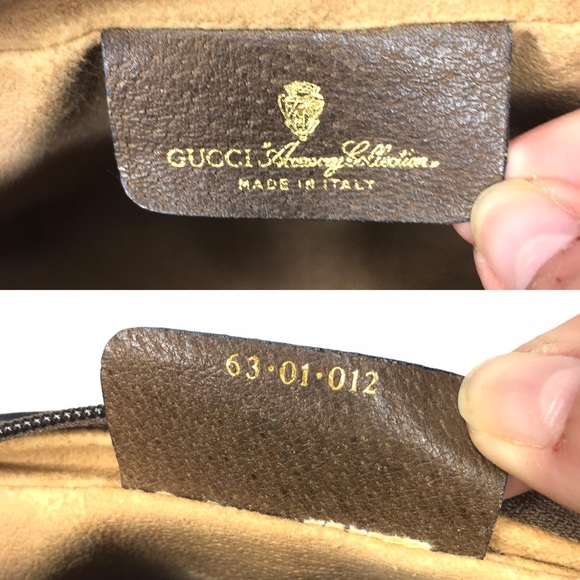 GUCCI "Accessory Collection"
MADE IN ITALY
63·01·012